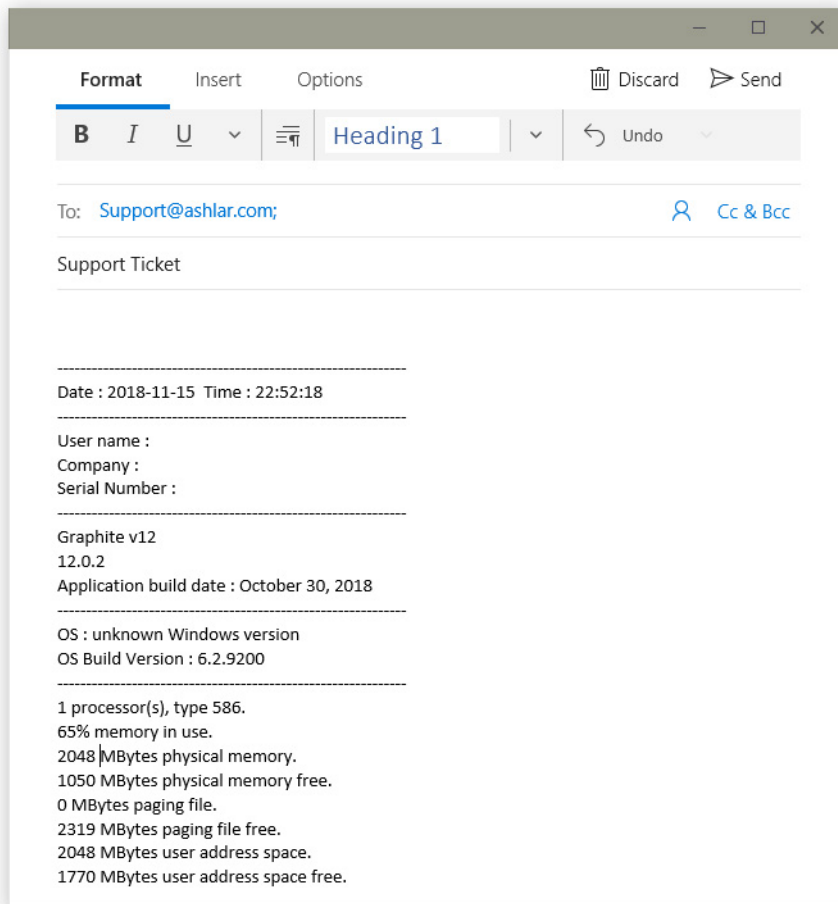 Format Insert Options Discard Send
B I U Heading 1 Undo
To: Support@ashlar.com; Cc & Bcc
Support Ticket
---------------------------------------------------------------
Date : 2018-11-15  Time : 22:52:18
---------------------------------------------------------------
User name :
Company :
Serial Number :
---------------------------------------------------------------
Graphite v12
12.0.2
Application build date : October 30, 2018
---------------------------------------------------------------
OS : unknown Windows version
OS Build Version : 6.2.9200
---------------------------------------------------------------
1 processor(s), type 586.
65% memory in use.
2048 MBytes physical memory.
1050 MBytes physical memory free.
0 MBytes paging file.
2319 MBytes paging file free.
2048 MBytes user address space.
1770 MBytes user address space free.